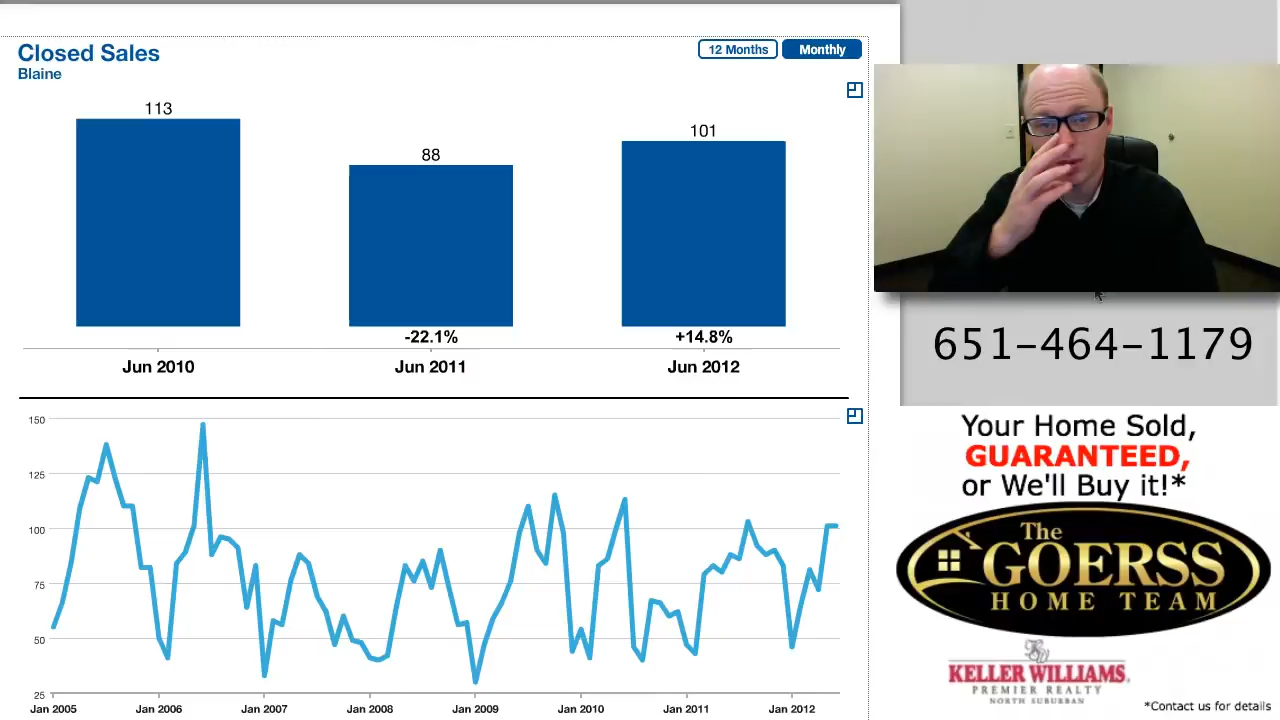 Closed Sales
Blaine
12 Months
Monthly
113
88
101
-22.1%
+14.8%
Jun 2010
Jun 2011
Jun 2012
150
125
100
75
50
25
Jan 2005
Jan 2006
Jan 2007
Jan 2008
Jan 2009
Jan 2010
Jan 2011
Jan 2012
651-464-1179
Your Home Sold,
GUARANTEED,
or We'll Buy it!*
The
GOERSS
HOME TEAM
KW
KELLER WILLIAMS.
PREMIER REALTY
NORTH SUBURBAN
*Contact us for details